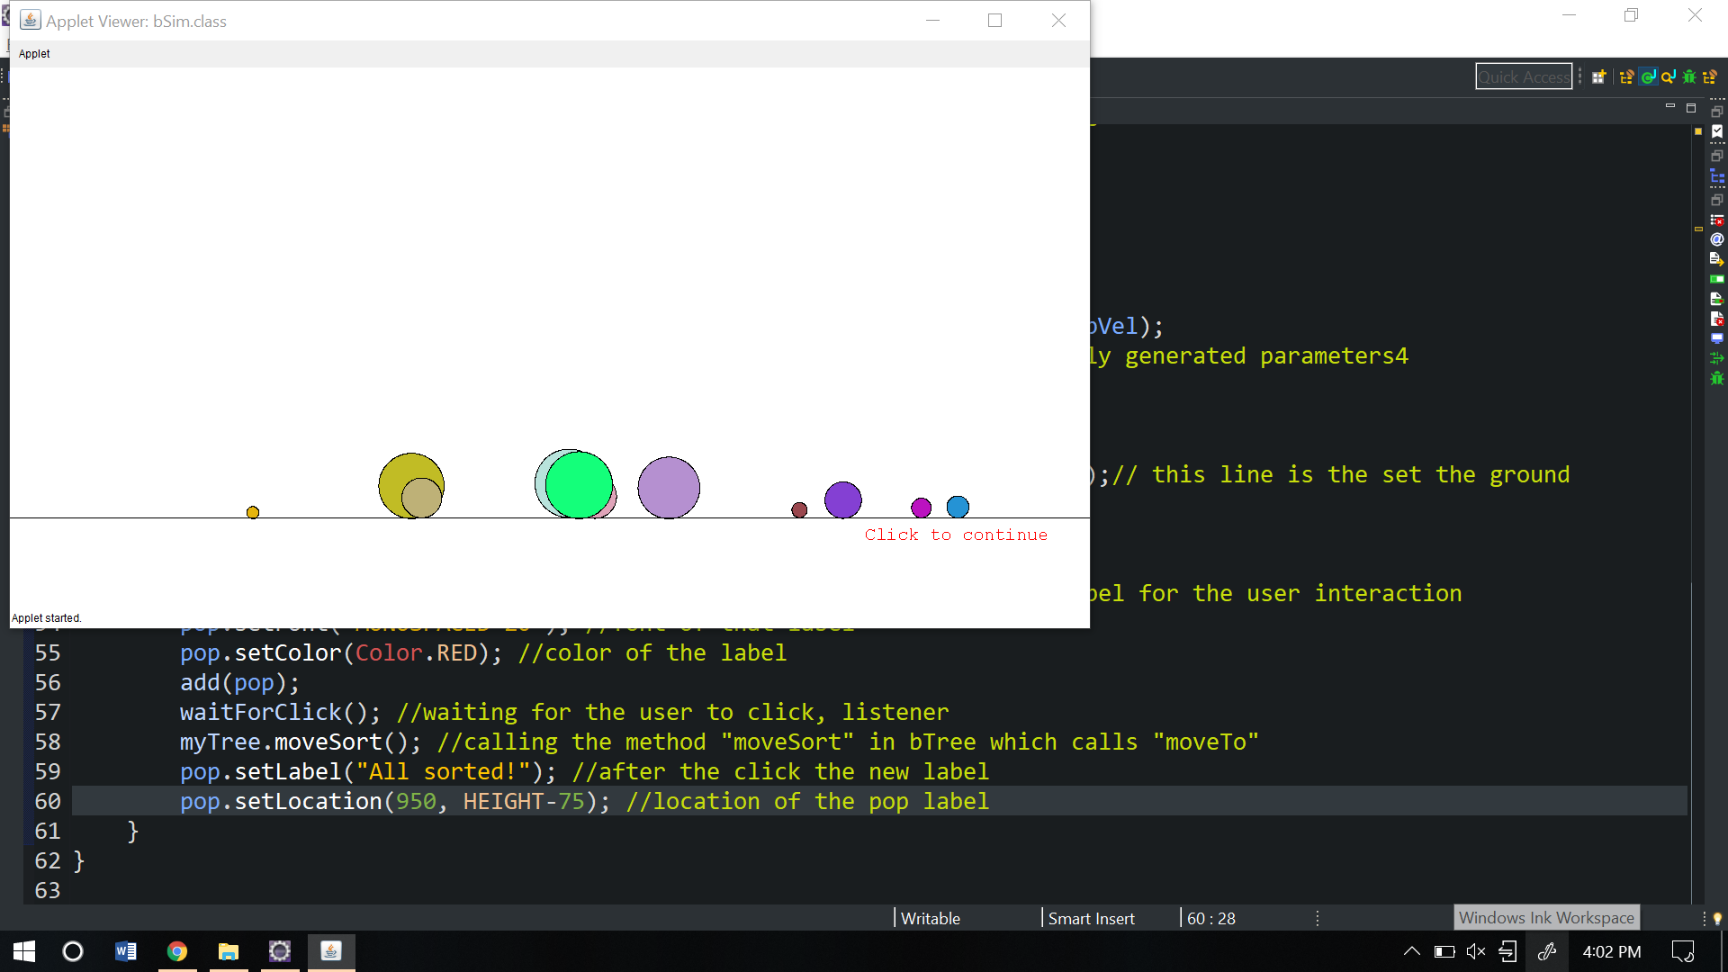 Applet Viewer: bSim.class
Applet
Quick Access
bVel);
ly generated parameters4
);// this line is the set the ground
Click to continue
bel for the user interaction
Applet started.
55 pop.setColor(Color.RED); //color of the label
56 add(pop);
57 waitForClick(); //waiting for the user to click, listener
58 myTree.moveSort(); //calling the method "moveSort" in bTree which calls "moveTo"
59 pop.setLabel("All sorted!"); //after the click the new label
60 pop.setLocation(950, HEIGHT-75); //location of the pop label
61 }
62 }
63
Writable
Smart Insert
60 : 28
Windows Ink Workspace
4:02 PM